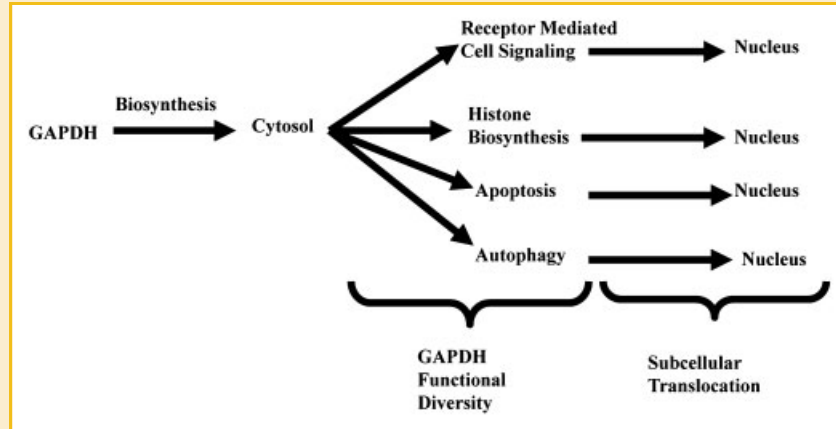 Receptor Mediated
Cell Signaling
Nucleus
Biosynthesis
GAPDH
Cytosol
Histone
Biosynthesis
Nucleus
Apoptosis
Nucleus
Autophagy
Nucleus
GAPDH
Functional
Diversity
Subcellular
Translocation